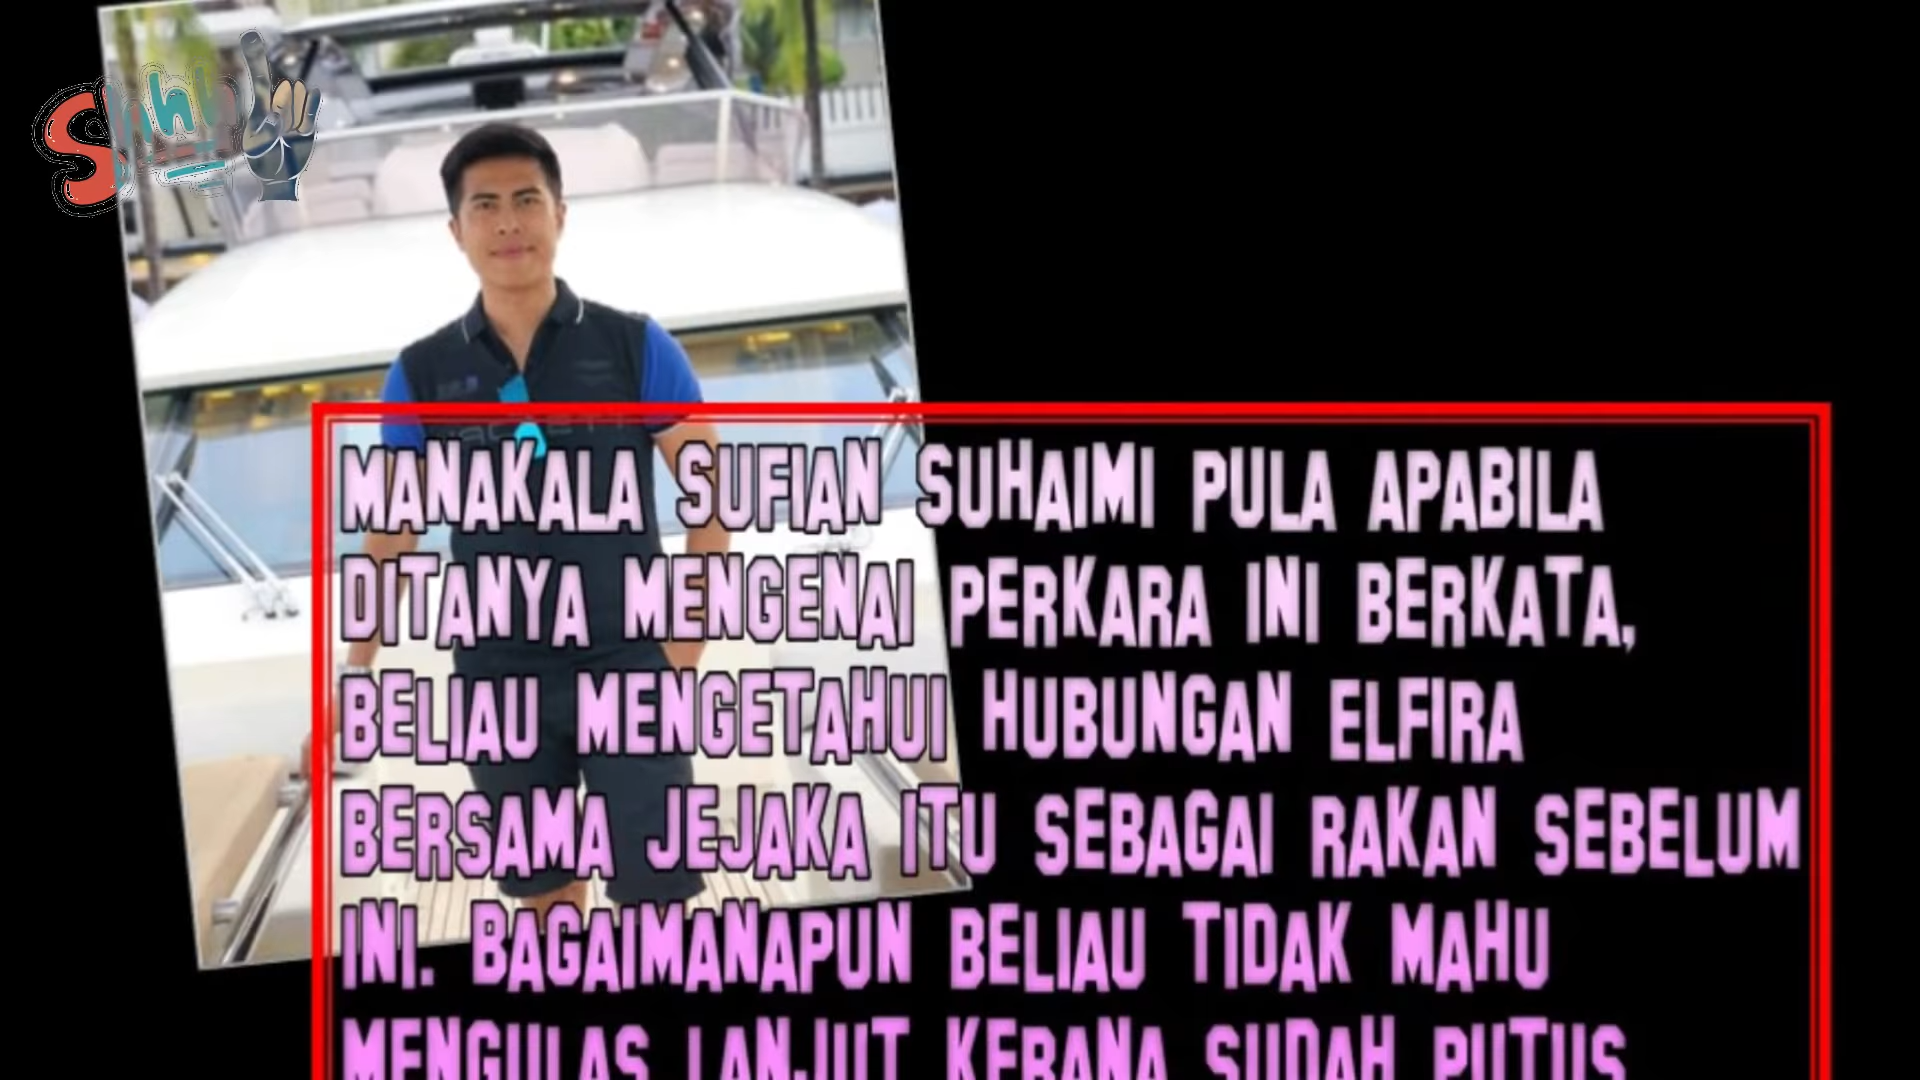 Shhh
MANAKALA SUFIAN SUHAIMI PULA APABILA
DITANYA MENGENAI PERKARA INI BERKATA,
BELIAU MENGETAHUI HUBUNGAN ELFIRA
BERSAMA JEJAKA ITU SEBAGAI RAKAN SEBELUM
INI. BAGAIMANAPUN BELIAU TIDAK MAHU
MENGULAS LANJUT KERANA SUDAH PUTUS